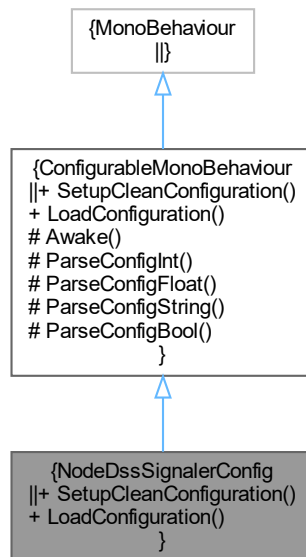 {MonoBehaviour
||}
{ConfigurableMonoBehaviour
||+ SetupCleanConfiguration()
+ LoadConfiguration()
# Awake()
# ParseConfigInt()
# ParseConfigFloat()
# ParseConfigString()
# ParseConfigBool()
}
{NodeDssSignalerConfig
||+ SetupCleanConfiguration()
+ LoadConfiguration()
}